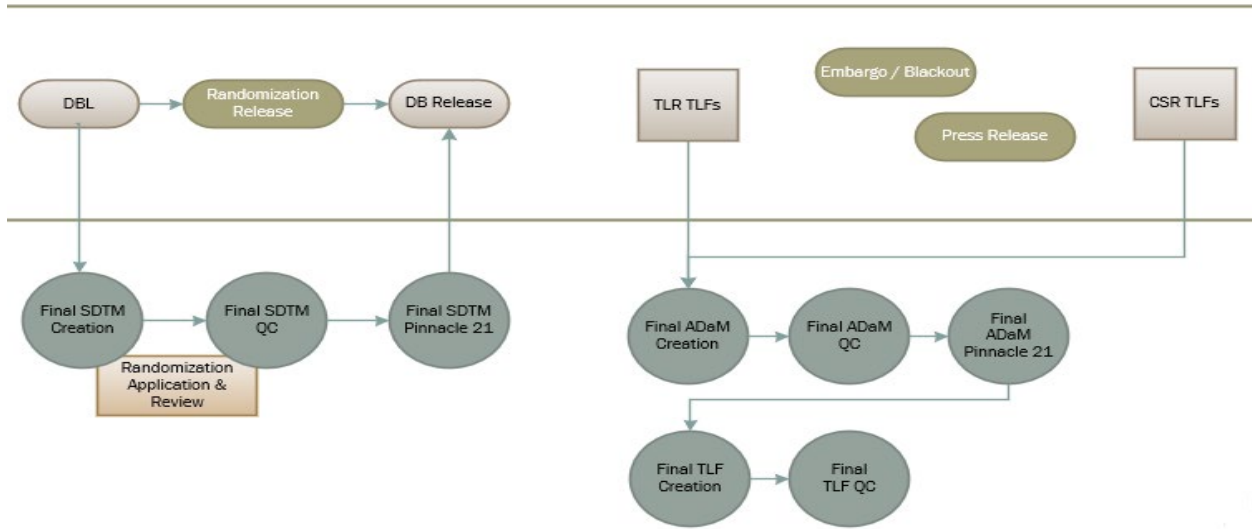 DBL
Randomization
Release
DB Release
TLR TLFs
Embargo / Blackout
Press Release
CSR TLFs
Final SDTM
Creation
Final SDTM
QC
Final SDTM
Pinnacle 21
Randomization
Application &
Review
Final ADaM
Creation
Final ADaM
QC
Final
ADaM
Pinnacle 21
Final TLF
Creation
Final
TLF QC